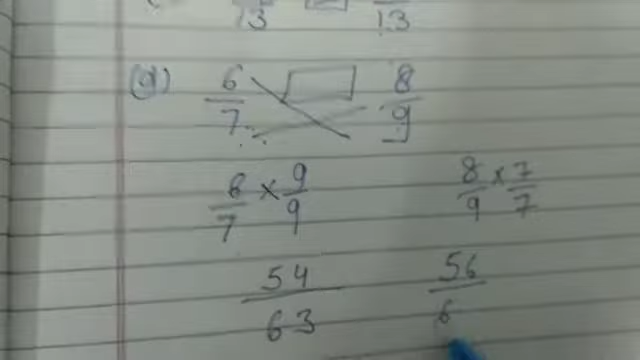 13 13
(d) 6/7 □ 8/9
6/7 × 9/9 8/9 × 7/7
54/63 56/6